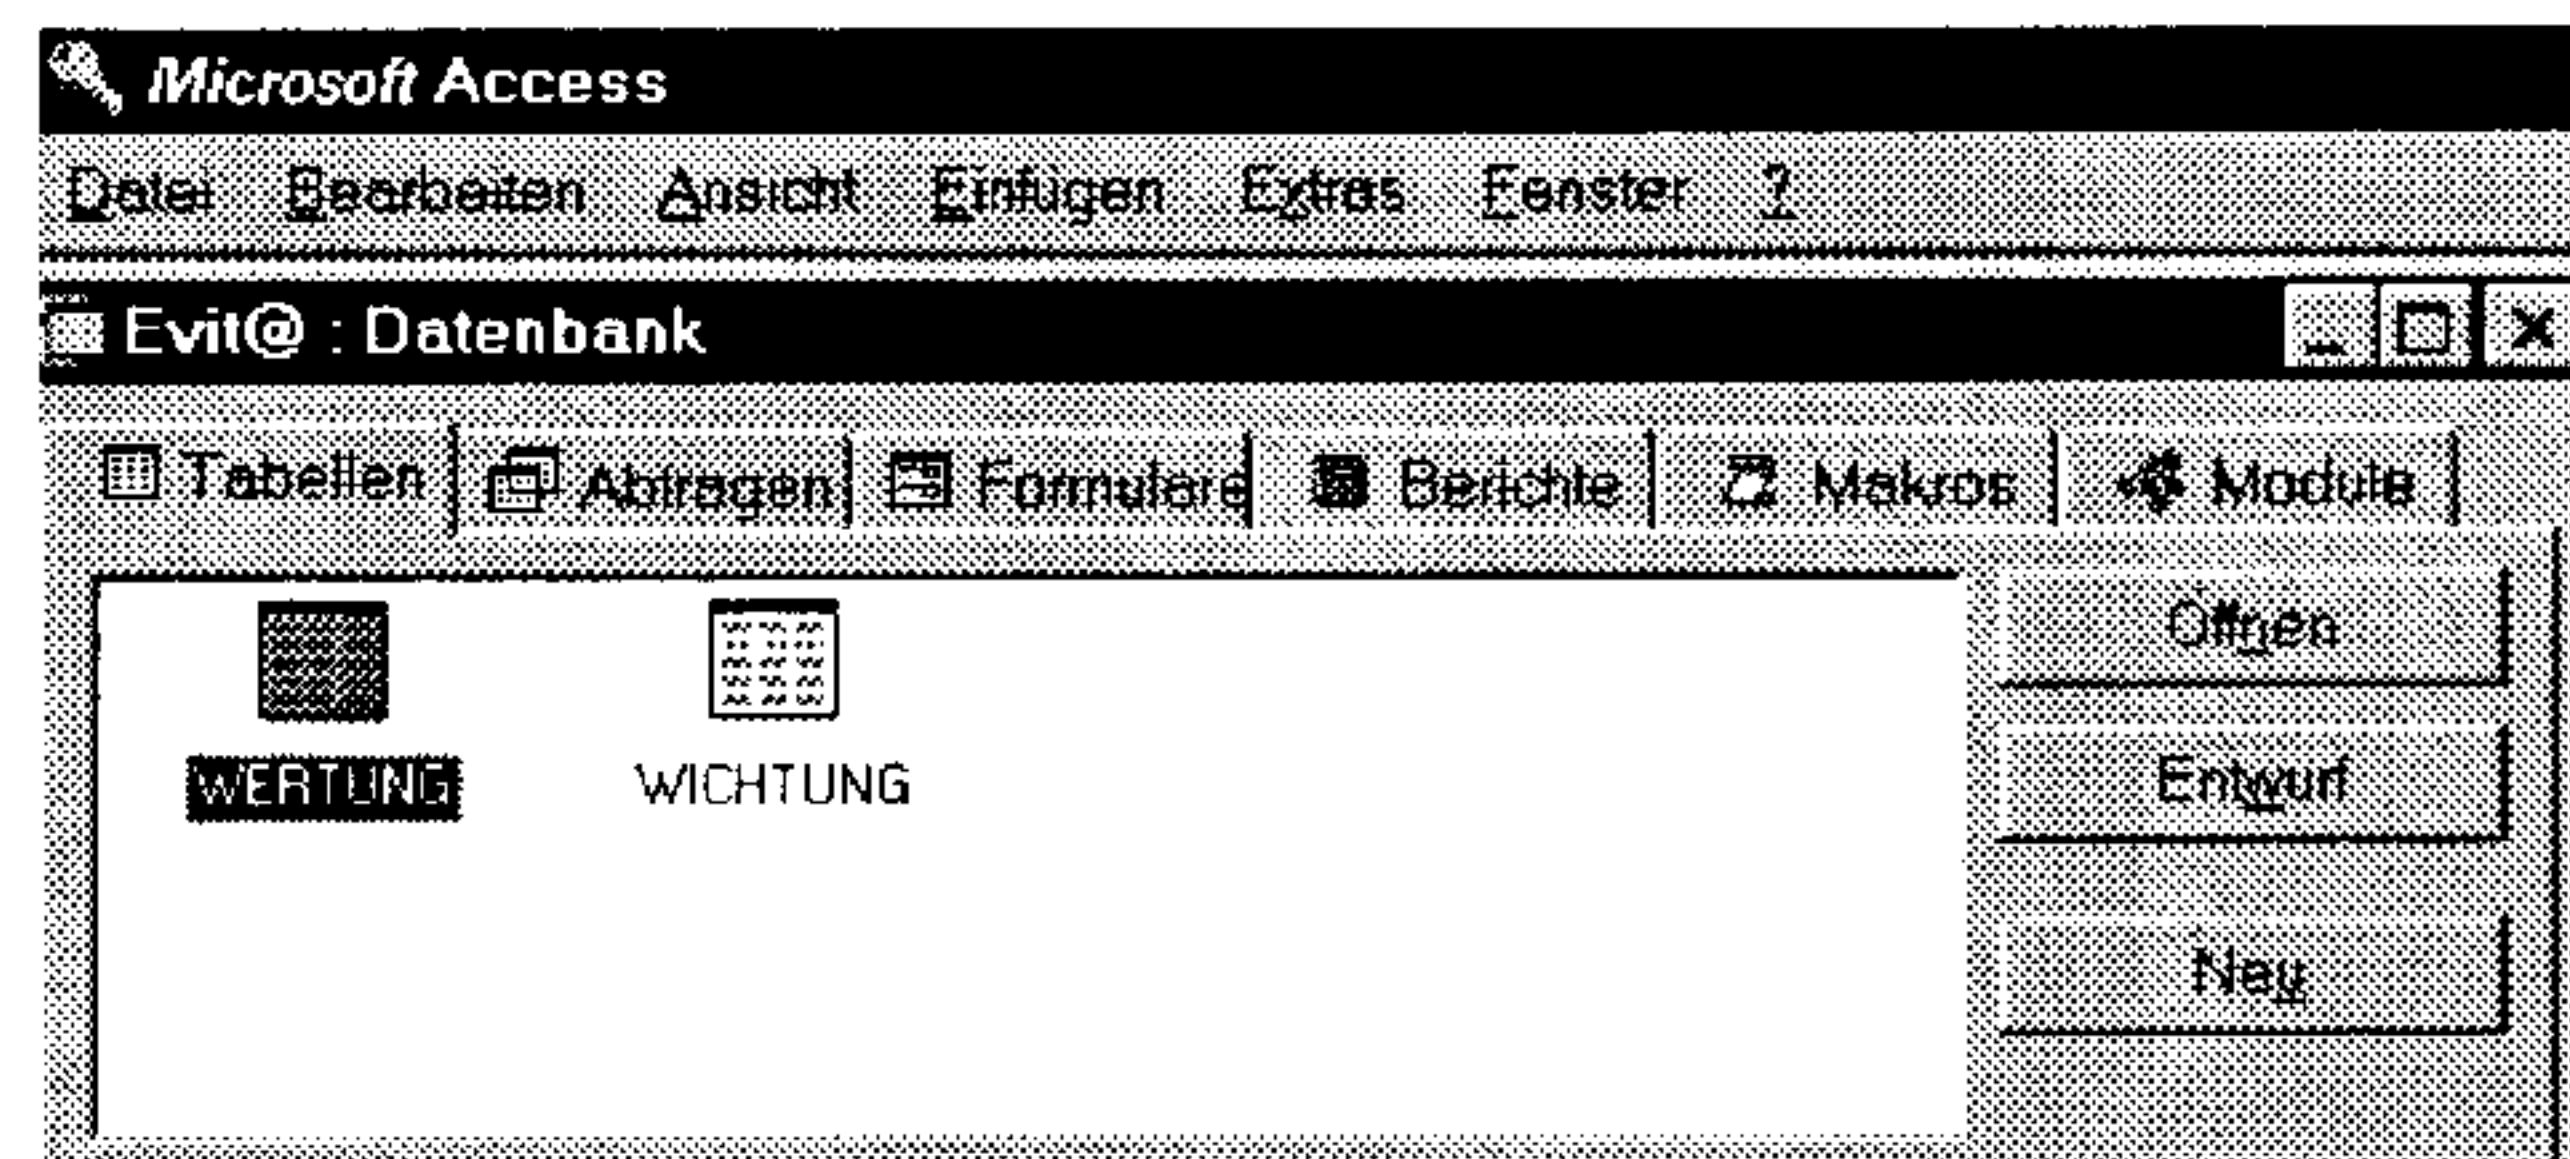 Microsoft Access
Datei Bearbeiten Ansicht Einfügen Extras Fenster ?
Evit@ : Datenbank
Tabellen Abfragen Formulare Berichte Makros Module
Öffnen
WERTUNG WICHTUNG
Entwurf
Neu